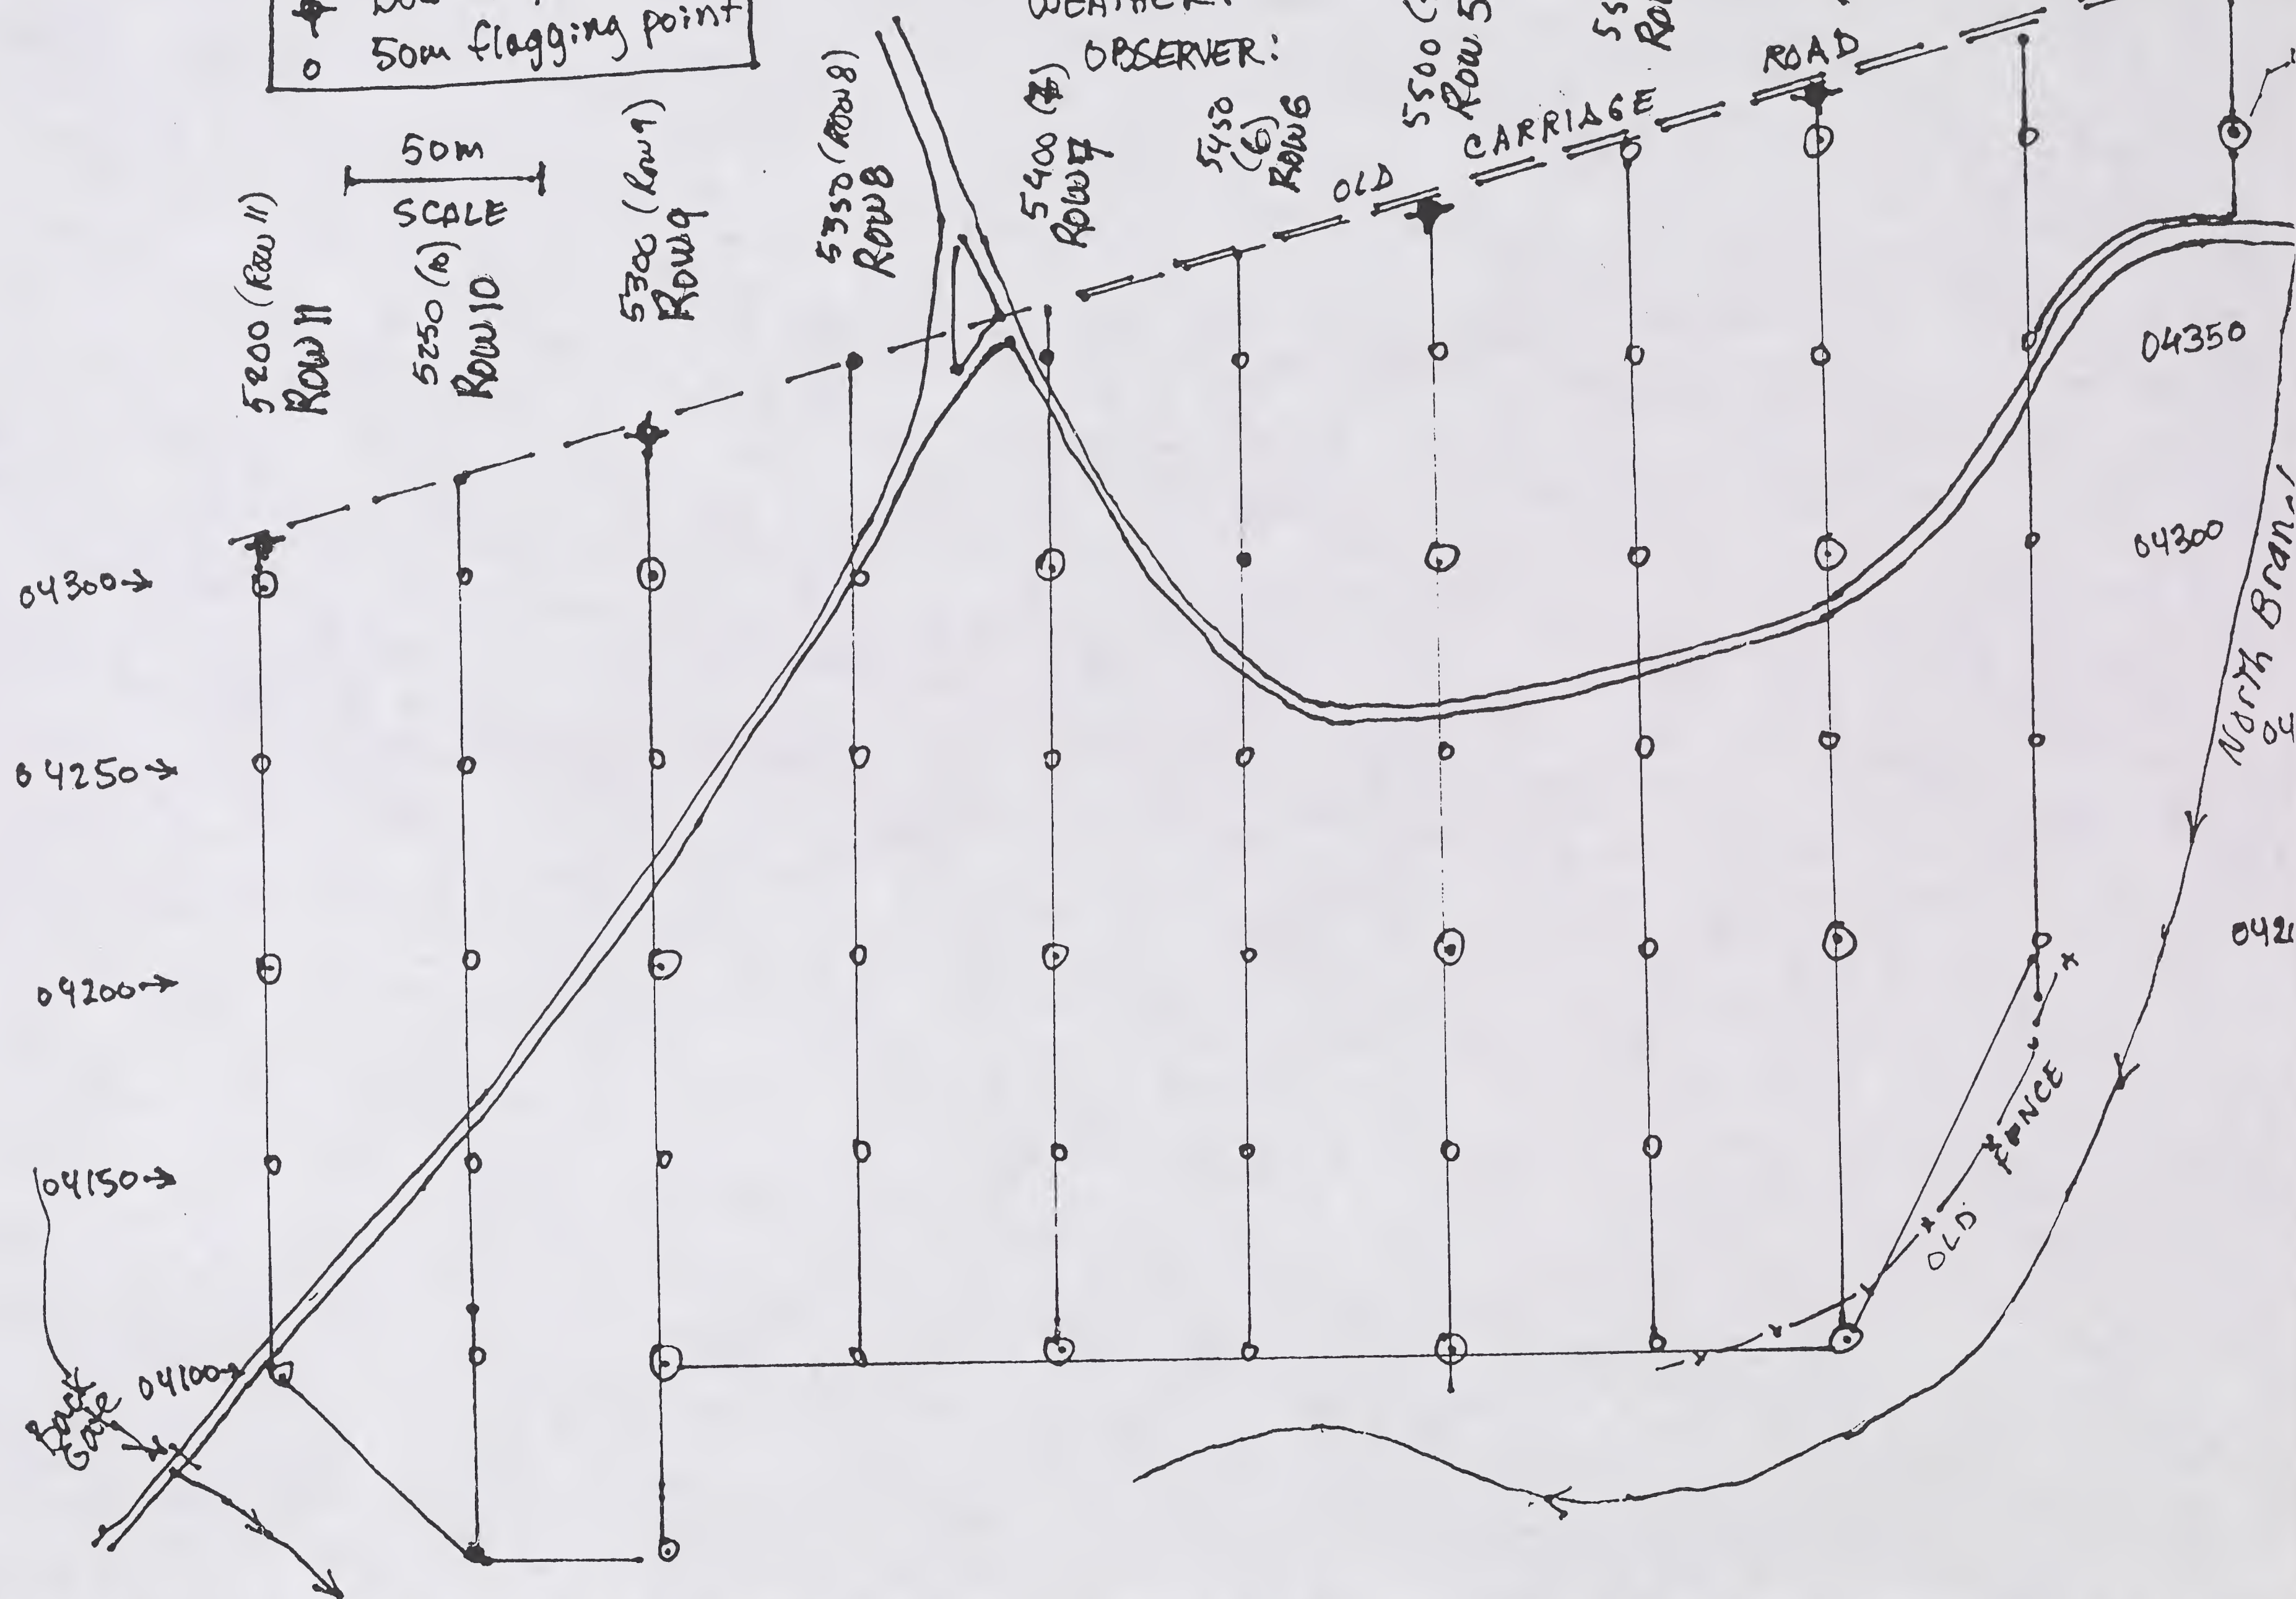 50m flagging point
WEATHER:
OBSERVER:
50m
SCALE
5200 (Row 11)
ROW 11
5250 (10)
ROW 10
5300 (Row 9)
ROW 9
5350 (ROW 8)
ROW 8
5400 (7)
ROW 7
5450
(6)
ROW 6
5500
ROW 5
OLD CARRIAGE ROAD
04350
04300→
04300
04250→
04200→
04150→
04100→
North
OLD FENCE
Back
Gate